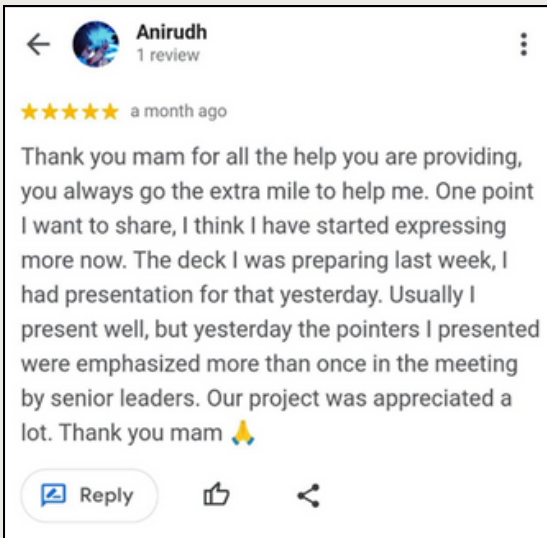 Anirudh
1 review
a month ago
Thank you mam for all the help you are providing,
you always go the extra mile to help me. One point
I want to share, I think I have started expressing
more now. The deck I was preparing last week, I
had presentation for that yesterday. Usually I
present well, but yesterday the pointers I presented
were emphasized more than once in the meeting
by senior leaders. Our project was appreciated a
lot. Thank you mam 🙏
Reply